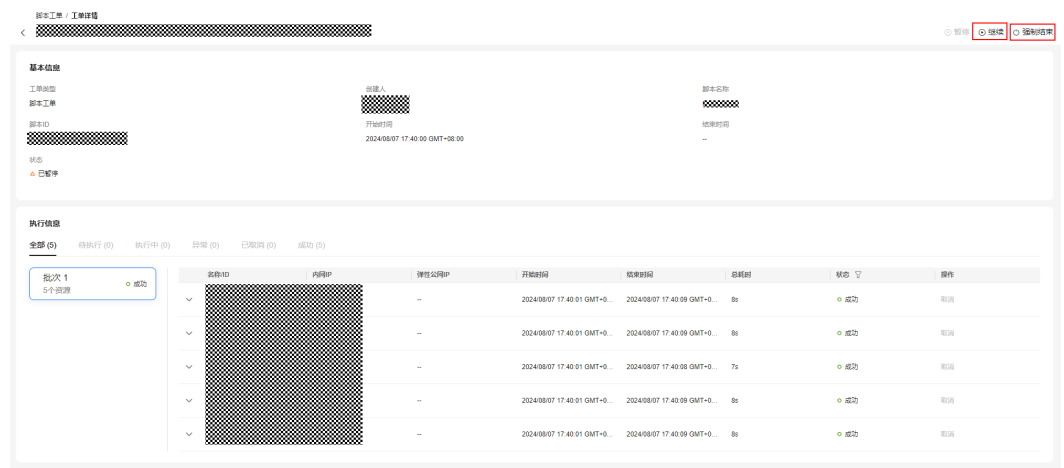 脚本工单 / 工单详情
暂停 继续 强制结束
基本信息
工单类型 创建人 脚本名称
脚本工单
脚本ID 开始时间 结束时间
2024/08/07 17:40:00 GMT+08:00 --
状态
已暂停
执行信息
全部 (5) 待执行 (0) 执行中 (0) 异常 (0) 已取消 (0) 成功 (5)
批次 1 成功
5个资源
名称/ID 内网IP 弹性公网IP 开始时间 结束时间 总耗时 状态 操作
-- 2024/08/07 17:40:01 GMT+0... 2024/08/07 17:40:09 GMT+0... 8s 成功 取消
-- 2024/08/07 17:40:01 GMT+0... 2024/08/07 17:40:09 GMT+0... 8s 成功 取消
-- 2024/08/07 17:40:01 GMT+0... 2024/08/07 17:40:08 GMT+0... 7s 成功 取消
-- 2024/08/07 17:40:01 GMT+0... 2024/08/07 17:40:09 GMT+0... 8s 成功 取消
-- 2024/08/07 17:40:01 GMT+0... 2024/08/07 17:40:09 GMT+0... 8s 成功 取消